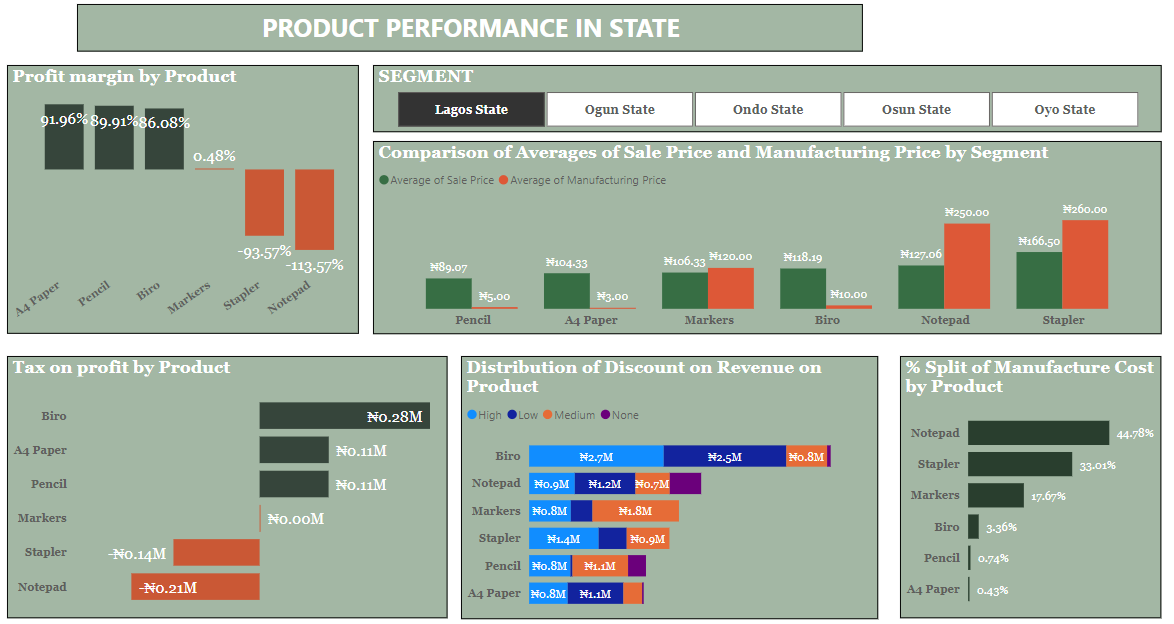 PRODUCT PERFORMANCE IN STATE
Profit margin by Product
91.96%
89.91%
86.08%
0.48%
-93.57%
-113.57%
A4 Paper
Pencil
Biro
Markers
Stapler
Notepad
SEGMENT
Lagos State
Ogun State
Ondo State
Osun State
Oyo State
Comparison of Averages of Sale Price and Manufacturing Price by Segment
Average of Sale Price Average of Manufacturing Price
₦89.07
₦5.00
₦104.33
₦3.00
₦106.33
₦120.00
₦118.19
₦10.00
₦127.06
₦250.00
₦166.50
₦260.00
Pencil
A4 Paper
Markers
Biro
Notepad
Stapler
Tax on profit by Product
Biro ₦0.28M
A4 Paper ₦0.11M
Pencil ₦0.11M
Markers ₦0.00M
Stapler -₦0.14M
Notepad -₦0.21M
Distribution of Discount on Revenue on
Product
High Low Medium None
Biro ₦2.7M ₦2.5M ₦0.8M
Notepad ₦0.9M ₦1.2M ₦0.7M
Markers ₦0.8M ₦1.8M
Stapler ₦1.4M ₦0.9M
Pencil ₦0.8M ₦1.1M
A4 Paper ₦0.8M ₦1.1M
% Split of Manufacture Cost
by Product
Notepad 44.78%
Stapler 33.01%
Markers 17.67%
Biro 3.36%
Pencil 0.74%
A4 Paper 0.43%